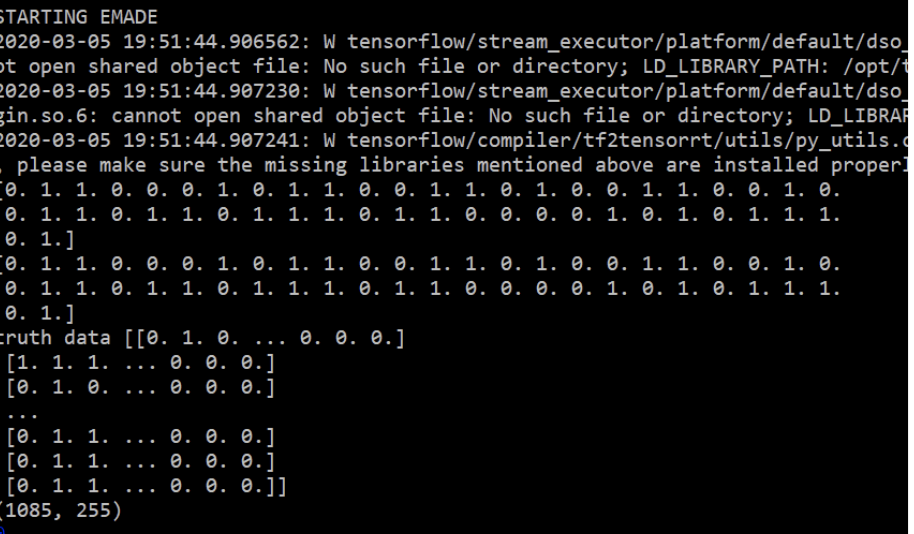 STARTING EMADE
2020-03-05 19:51:44.906562: W tensorflow/stream_executor/platform/default/dso_
ot open shared object file: No such file or directory; LD_LIBRARY_PATH: /opt/t
2020-03-05 19:51:44.907230: W tensorflow/stream_executor/platform/default/dso_
gin.so.6: cannot open shared object file: No such file or directory; LD_LIBRAR
2020-03-05 19:51:44.907241: W tensorflow/compiler/tf2tensorrt/utils/py_utils.c
, please make sure the missing libraries mentioned above are installed properl
[0. 1. 1. 0. 0. 0. 1. 0. 1. 1. 0. 0. 1. 1. 0. 1. 0. 0. 1. 1. 0. 0. 1. 0.
0. 1. 1. 0. 1. 1. 0. 1. 1. 1. 0. 1. 1. 0. 0. 0. 0. 1. 0. 1. 0. 1. 1. 1.
0. 1.]
[0. 1. 1. 0. 0. 0. 1. 0. 1. 1. 0. 0. 1. 1. 0. 1. 0. 0. 1. 1. 0. 0. 1. 0.
0. 1. 1. 0. 1. 1. 0. 1. 1. 1. 0. 1. 1. 0. 0. 0. 0. 1. 0. 1. 0. 1. 1. 1.
0. 1.]
truth data [[0. 1. 0. ... 0. 0. 0.]
[1. 1. 1. ... 0. 0. 0.]
[0. 1. 0. ... 0. 0. 0.]
...
[0. 1. 1. ... 0. 0. 0.]
[0. 1. 1. ... 0. 0. 0.]
[0. 1. 1. ... 0. 0. 0.]]
(1085, 255)